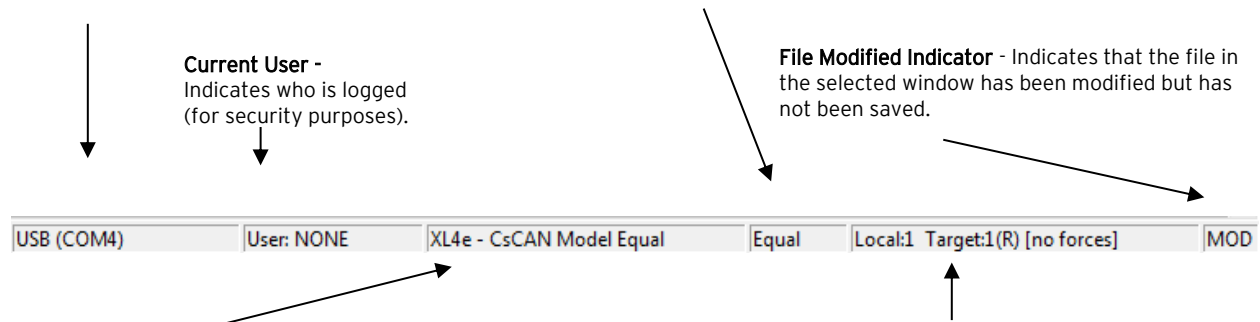 Current User -
Indicates who is logged
(for security purposes).
File Modified Indicator - Indicates that the file in
the selected window has been modified but has
not been saved.
USB (COM4) User: NONE XL4e - CsCAN Model Equal Equal Local:1 Target:1(R) [no forces] MOD